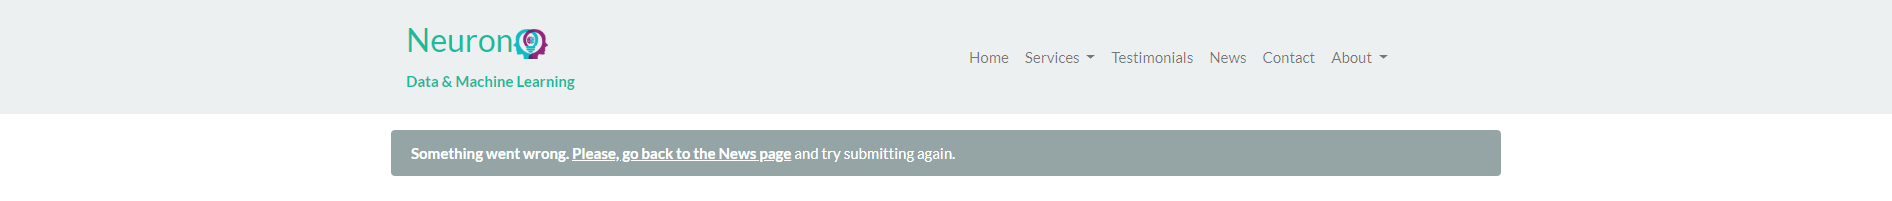 Neuron
Data & Machine Learning
Home Services Testimonials News Contact About
Something went wrong. Please, go back to the News page and try submitting again.